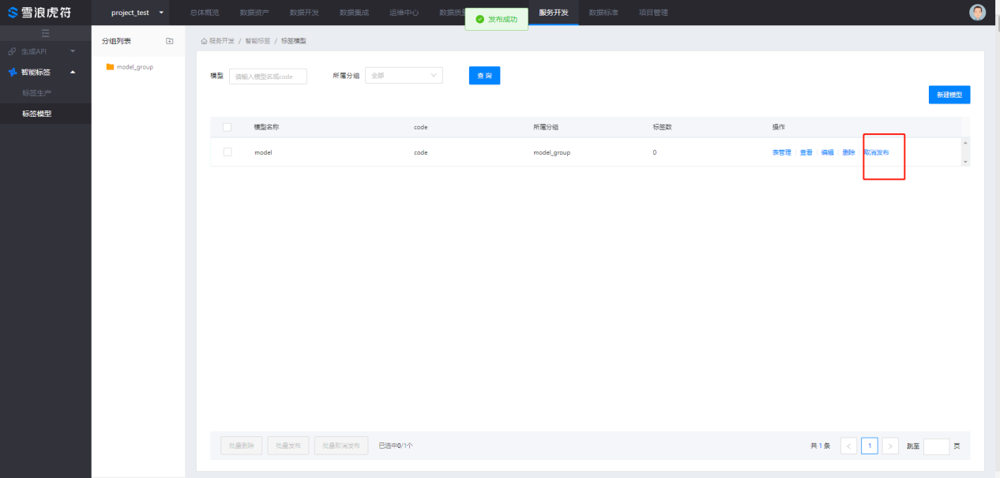 雪浪虎符
project_test
总体概览 数据资产 数据开发 数据集成 运维中心 数据质量 服务开发 数据标准 项目管理
发布成功
生成API
智能标签
标签生产
标签模型
分组列表
model_group
服务开发 / 智能标签 / 标签模型
模型 请输入模型名或code 所属分组 全部 查 询
新建模型
模型名称 code 所属分组 标签数 操作
model code model_group 0 表管理 查看 编辑 删除 取消发布
批量删除 批量发布 批量取消发布 已选中0/1个 共 1 条 < 1 > 跳至 页